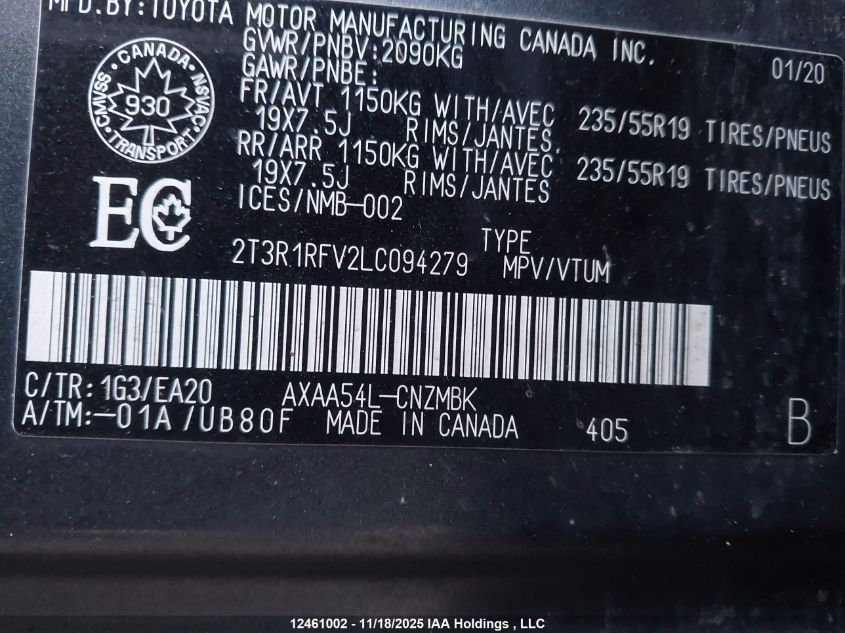 MFD.BY:TOYOTA MOTOR MANUFACTURING CANADA INC. 01/20
GVWR/PNBV:2090KG
GAWR/PNBE:
FR/AVT 1150KG WITH/AVEC 235/55R19 TIRES/PNEUS
19X7.5J RIMS/JANTES.
RR/ARR 1150KG WITH/AVEC 235/55R19 TIRES/PNEUS
19X7.5J RIMS/JANTES
ICES/NMB-002
CANADA
CMVSS 930 NSVAC
TRANSPORT
EC
TYPE
2T3R1RFV2LC094279 MPV/VTUM
C/TR:1G3/EA20 AXAA54L-CNZMBK
A/TM:-01A/UB80F MADE IN CANADA 405 B
12461002 - 11/18/2025 IAA Holdings , LLC